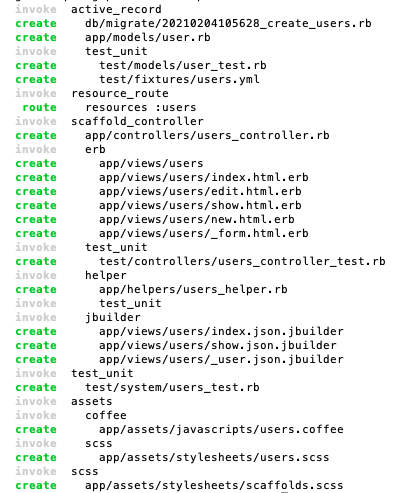 invoke  active_record
create    db/migrate/20210204105628_create_users.rb
create    app/models/user.rb
invoke    test_unit
create      test/models/user_test.rb
create      test/fixtures/users.yml
invoke  resource_route
 route    resources :users
invoke  scaffold_controller
create    app/controllers/users_controller.rb
invoke    erb
create      app/views/users
create      app/views/users/index.html.erb
create      app/views/users/edit.html.erb
create      app/views/users/show.html.erb
create      app/views/users/new.html.erb
create      app/views/users/_form.html.erb
invoke    test_unit
create      test/controllers/users_controller_test.rb
invoke    helper
create      app/helpers/users_helper.rb
invoke      test_unit
invoke    jbuilder
create      app/views/users/index.json.jbuilder
create      app/views/users/show.json.jbuilder
create      app/views/users/_user.json.jbuilder
invoke  test_unit
create    test/system/users_test.rb
invoke  assets
invoke    coffee
create      app/assets/javascripts/users.coffee
invoke    scss
create      app/assets/stylesheets/users.scss
invoke  scss
create    app/assets/stylesheets/scaffolds.scss